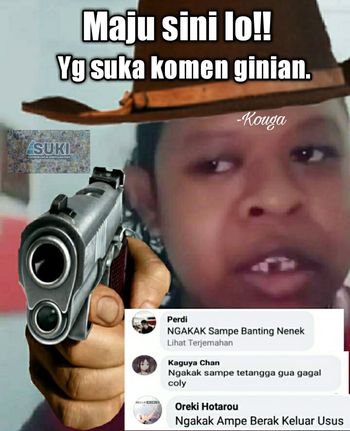 Maju sini lo!!
Yg suka komen ginian.
-Kouga
SUKI
Perdi
NGAKAK Sampe Banting Nenek
Lihat Terjemahan
Kaguya Chan
Ngakak sampe tetangga gua gagal
coly
Oreki Hotarou
Ngakak Ampe Berak Keluar Usus